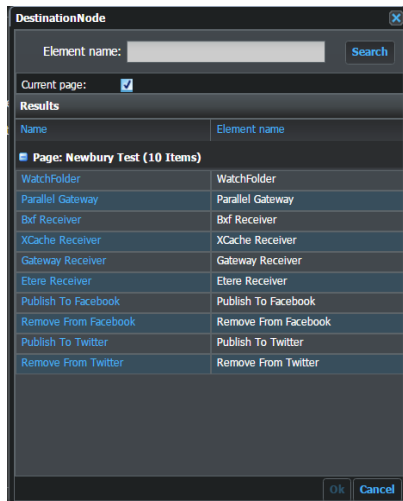 DestinationNode
Element name: Search
Current page:
Results
Name Element name
Page: Newbury Test (10 Items)
WatchFolder WatchFolder
Parallel Gateway Parallel Gateway
Bxf Receiver Bxf Receiver
XCache Receiver XCache Receiver
Gateway Receiver Gateway Receiver
Etere Receiver Etere Receiver
Publish To Facebook Publish To Facebook
Remove From Facebook Remove From Facebook
Publish To Twitter Publish To Twitter
Remove From Twitter Remove From Twitter
Ok Cancel